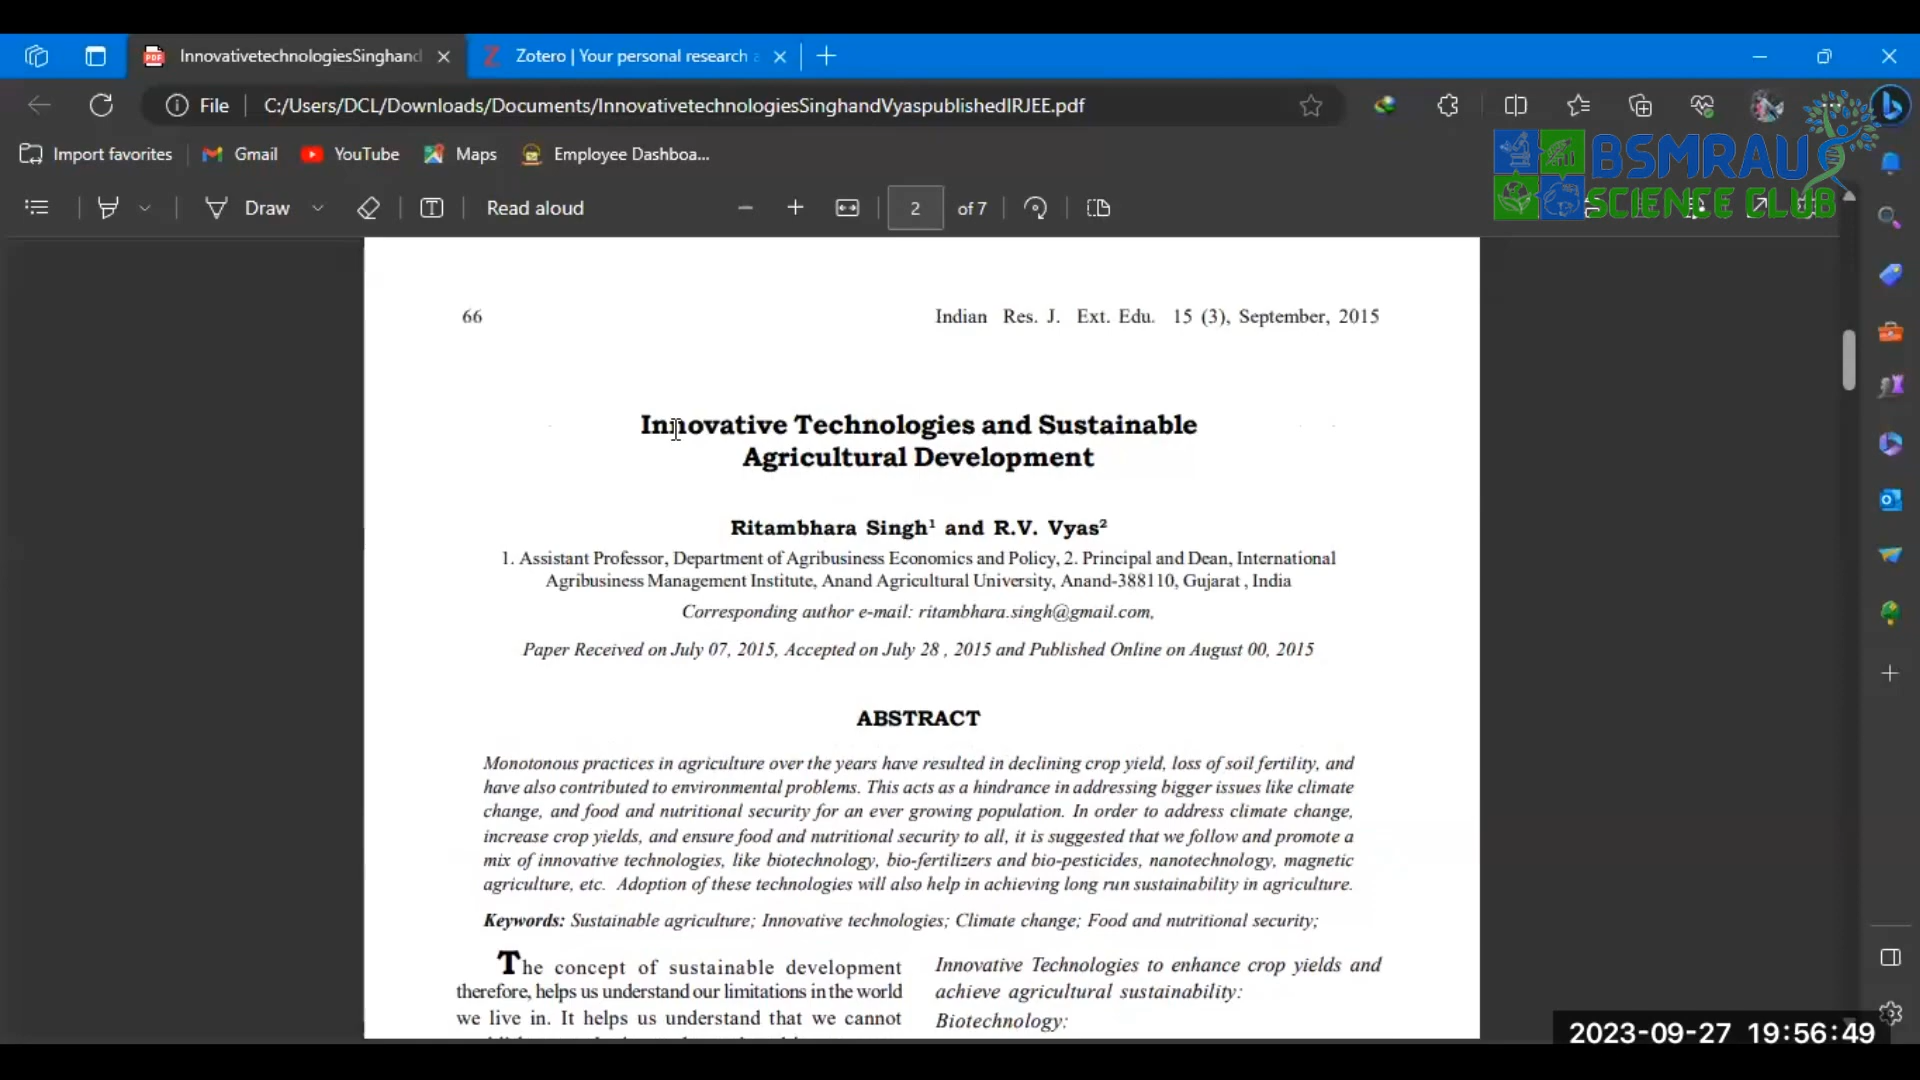 InnovativetechnologiesSinghand
Zotero | Your personal research a
File
C:/Users/DCL/Downloads/Documents/InnovativetechnologiesSinghandVyaspublishedIRJEE.pdf
Import favorites
Gmail
YouTube
Maps
Employee Dashboa...
BSMRAU
SCIENCE CLUB
Draw
Read aloud
2
of 7
66
Indian Res. J. Ext. Edu. 15 (3), September, 2015
Innovative Technologies and Sustainable
Agricultural Development
Ritambhara Singh¹ and R.V. Vyas²
1. Assistant Professor, Department of Agribusiness Economics and Policy, 2. Principal and Dean, International
Agribusiness Management Institute, Anand Agricultural University, Anand-388110, Gujarat , India
Corresponding author e-mail: ritambhara.singh@gmail.com,
Paper Received on July 07, 2015, Accepted on July 28 , 2015 and Published Online on August 00, 2015
ABSTRACT
Monotonous practices in agriculture over the years have resulted in declining crop yield, loss of soil fertility, and
have also contributed to environmental problems. This acts as a hindrance in addressing bigger issues like climate
change, and food and nutritional security for an ever growing population. In order to address climate change,
increase crop yields, and ensure food and nutritional security to all, it is suggested that we follow and promote a
mix of innovative technologies, like biotechnology, bio-fertilizers and bio-pesticides, nanotechnology, magnetic
agriculture, etc. Adoption of these technologies will also help in achieving long run sustainability in agriculture.
Keywords: Sustainable agriculture; Innovative technologies; Climate change; Food and nutritional security;
The concept of sustainable development
therefore, helps us understand our limitations in the world
we live in. It helps us understand that we cannot
Innovative Technologies to enhance crop yields and
achieve agricultural sustainability:
Biotechnology:
2023-09-27 19:56:49